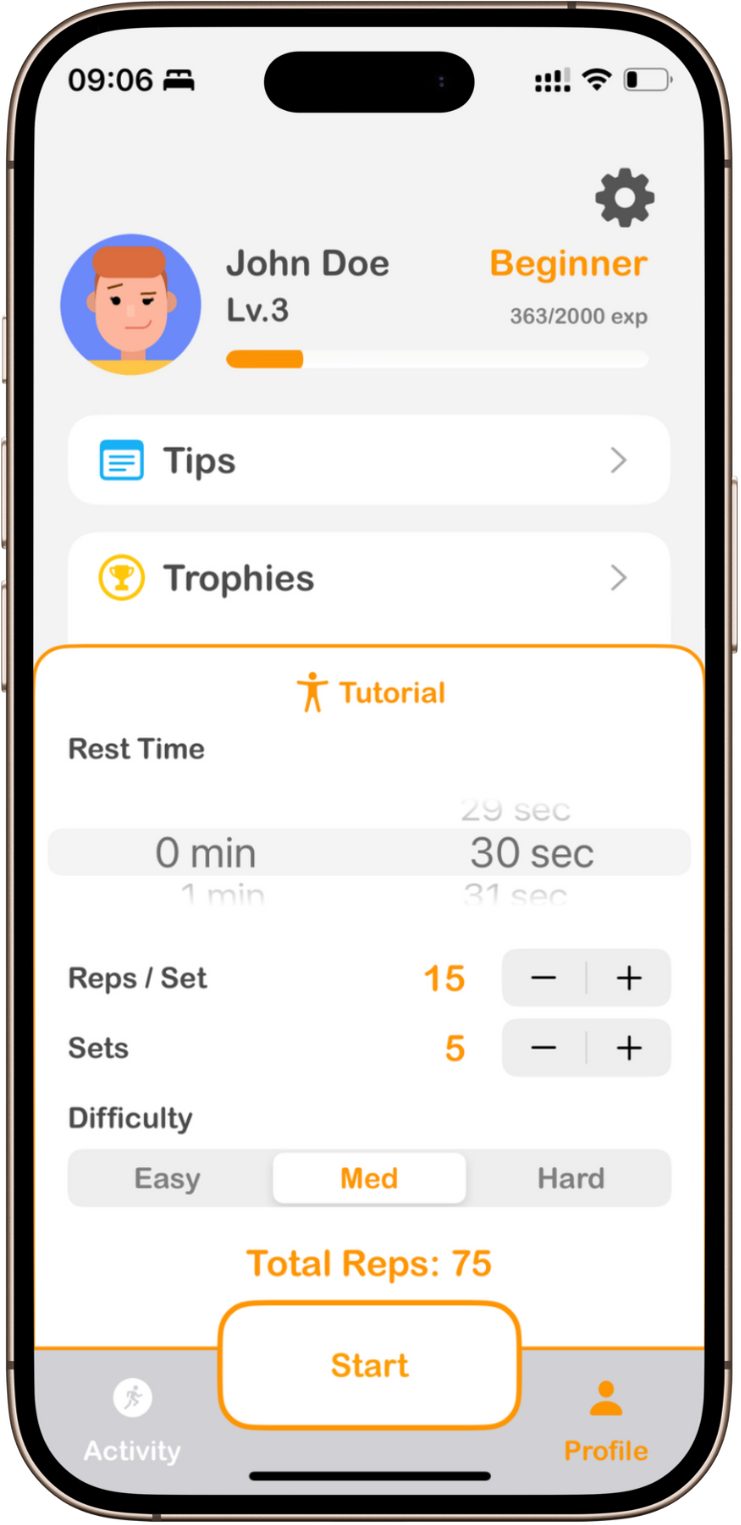 09:06
John Doe
Beginner
Lv.3
363/2000 exp
Tips
Trophies
Tutorial
Rest Time
29 sec
0 min 30 sec
1 min 31 sec
Reps / Set 15 − +
Sets 5 − +
Difficulty
Easy Med Hard
Total Reps: 75
Start
Activity Profile